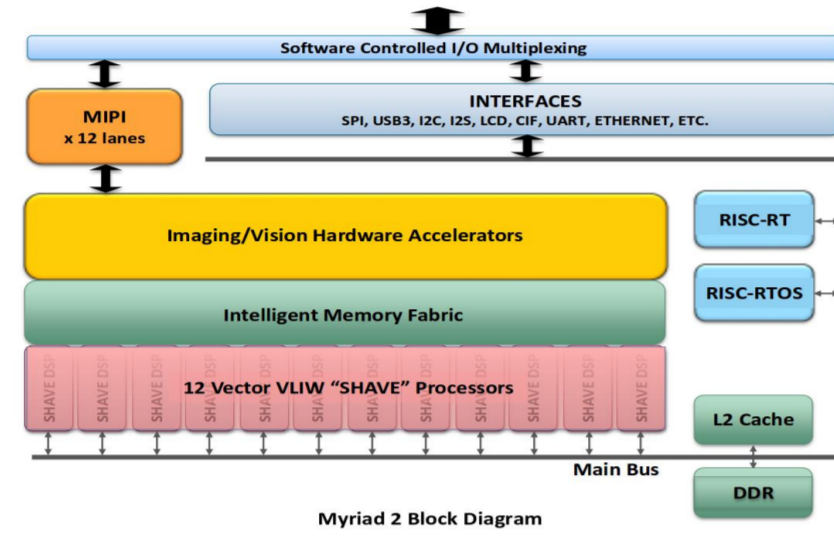 Software Controlled I/O Multiplexing
MIPI
x 12 lanes
INTERFACES
SPI, USB3, I2C, I2S, LCD, CIF, UART, ETHERNET, ETC.
Imaging/Vision Hardware Accelerators
RISC-RT
RISC-RTOS
Intelligent Memory Fabric
SHAVE DSP
SHAVE DSP
SHAVE DSP
SHAVE DSP
SHAVE DSP
SHAVE DSP
SHAVE DSP
SHAVE DSP
SHAVE DSP
SHAVE DSP
SHAVE DSP
SHAVE DSP
12 Vector VLIW “SHAVE” Processors
L2 Cache
Main Bus
DDR
Myriad 2 Block Diagram